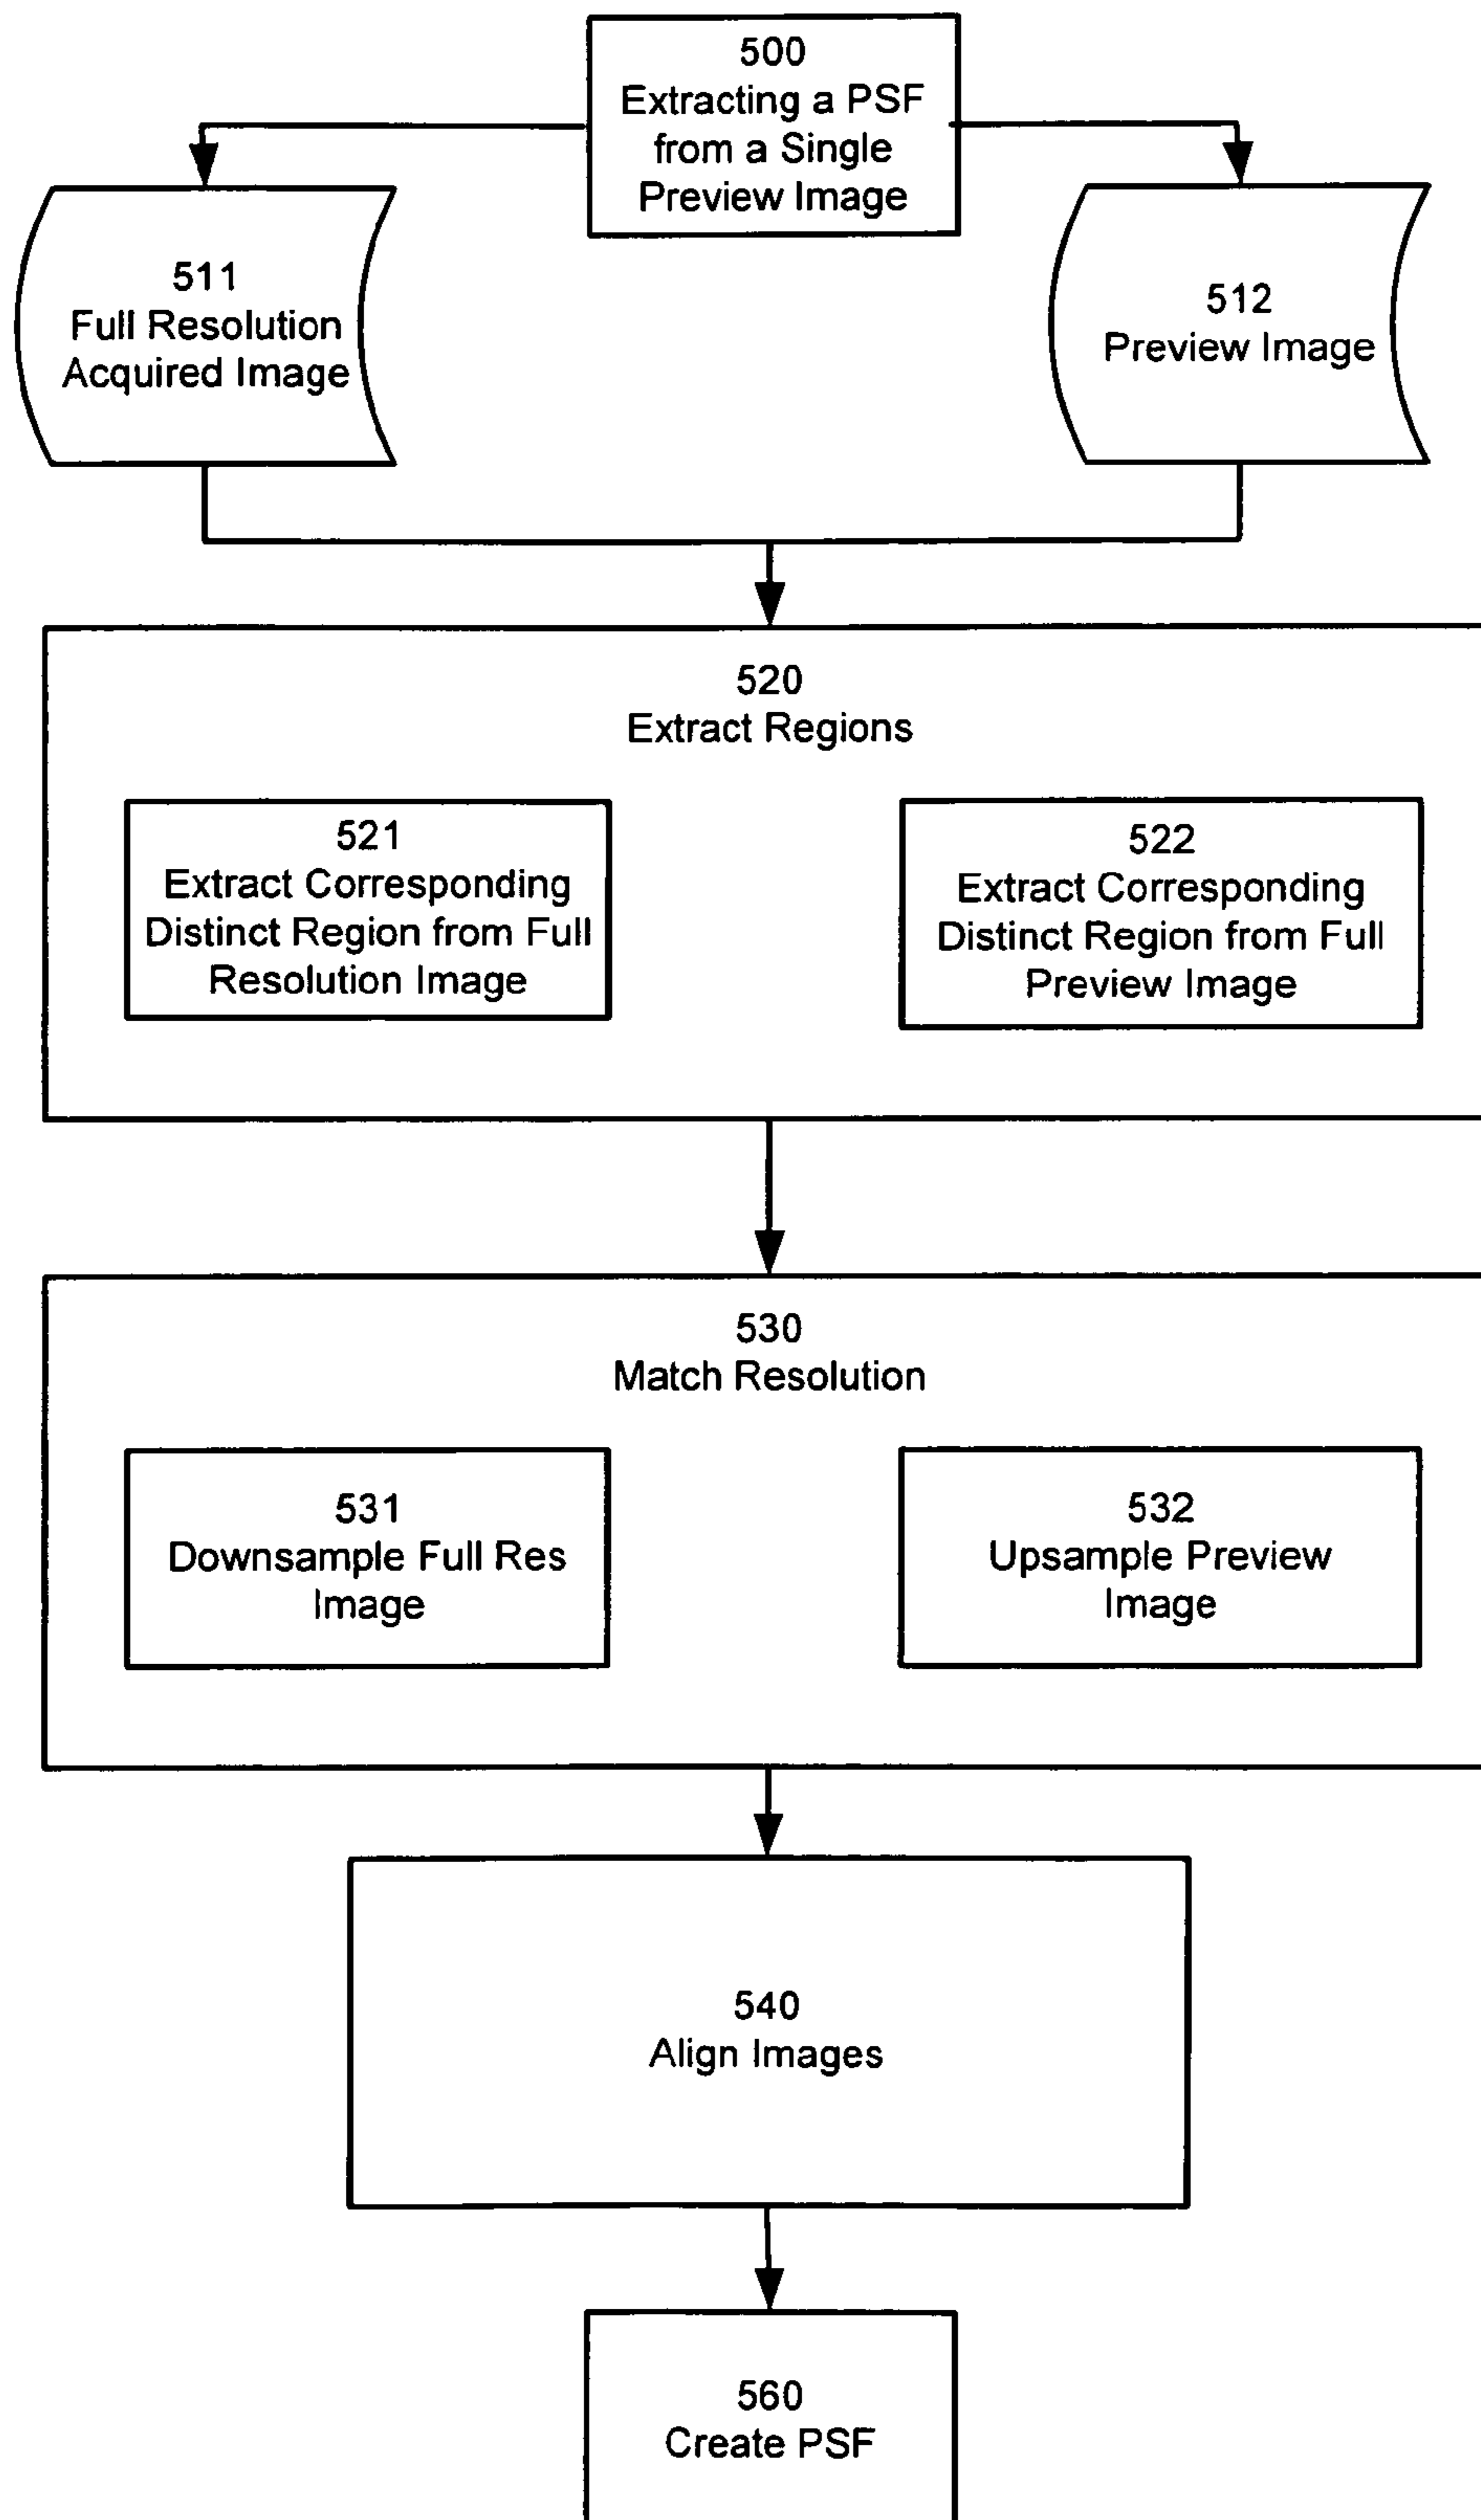 500
Extracting a PSF
from a Single
Preview Image
511
Full Resolution
Acquired Image
512
Preview Image
520
Extract Regions
521
Extract Corresponding
Distinct Region from Full
Resolution Image
522
Extract Corresponding
Distinct Region from Full
Preview Image
530
Match Resolution
531
Downsample Full Res
Image
532
Upsample Preview
Image
540
Align Images
560
Create PSF